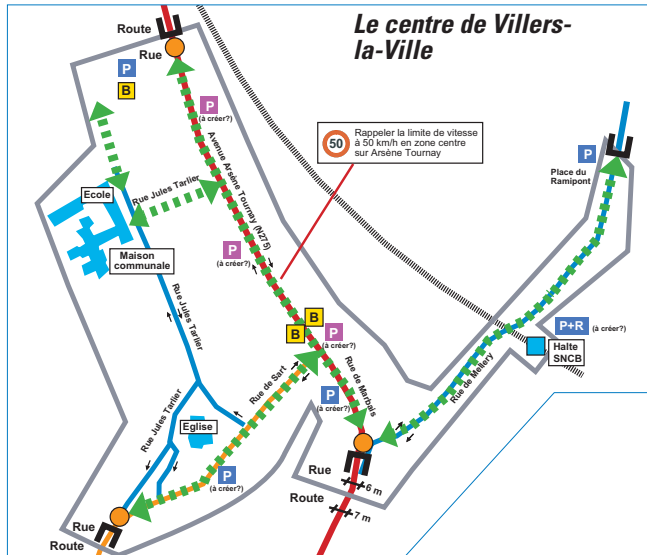 Le centre de Villers-
la-Ville
Route
Rue
P
B
P
(à créer?)
50
Rappeler la limite de vitesse
à 50 km/h en zone centre
sur Arsène Tournay
P
Place du
Ramipont
Avenue Arsène Tournay (N275)
Rue Jules Tarlier
Ecole
Maison
communale
P
(à créer?)
Rue Jules Tarlier
B
B
P
(à créer?)
P+R
(à créer?)
Halte
SNCB
Rue de Sart
Rue de Marbais
P
(à créer?)
Rue de Mellery
Rue Jules Tarlier
Eglise
P
(à créer?)
Rue
6 m
Route
7 m
Rue
Route